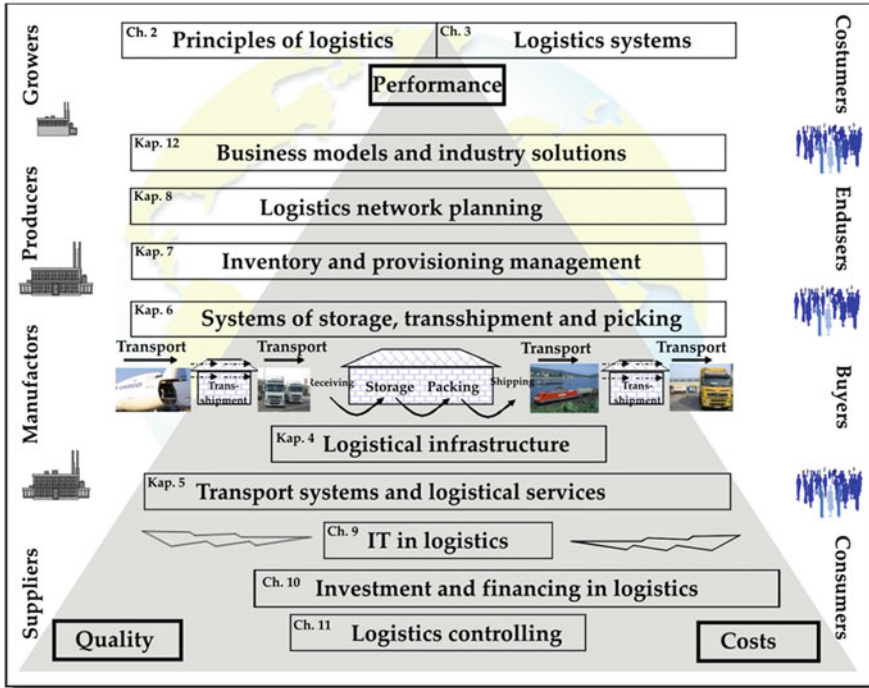 Ch. 2 Principles of logistics
Ch. 3 Logistics systems
Performance
Growers
Costumers
Kap. 12 Business models and industry solutions
Kap. 8 Logistics network planning
Producers
Endusers
Kap. 7 Inventory and provisioning management
Kap. 6 Systems of storage, transshipment and picking
Manufactors
Buyers
Transport
Trans-
shipment
Transport
Receiving
Storage
Packing
Shipping
Transport
Trans-
shipment
Transport
Kap. 4 Logistical infrastructure
Kap. 5 Transport systems and logistical services
Suppliers
Consumers
Ch. 9 IT in logistics
Ch. 10 Investment and financing in logistics
Ch. 11 Logistics controlling
Quality
Costs